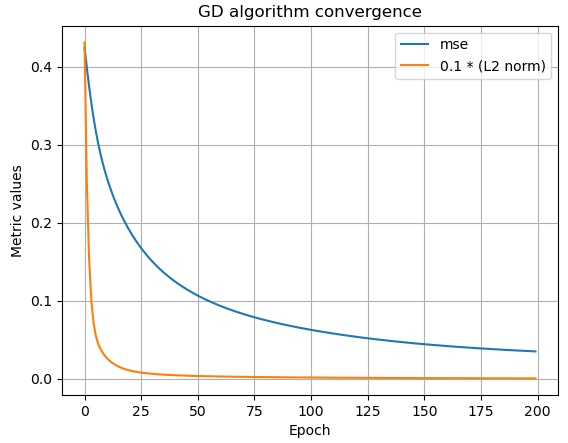 GD algorithm convergence
mse
0.1 * (L2 norm)
Metric values
0.4
0.3
0.2
0.1
0.0
0 25 50 75 100 125 150 175 200
Epoch